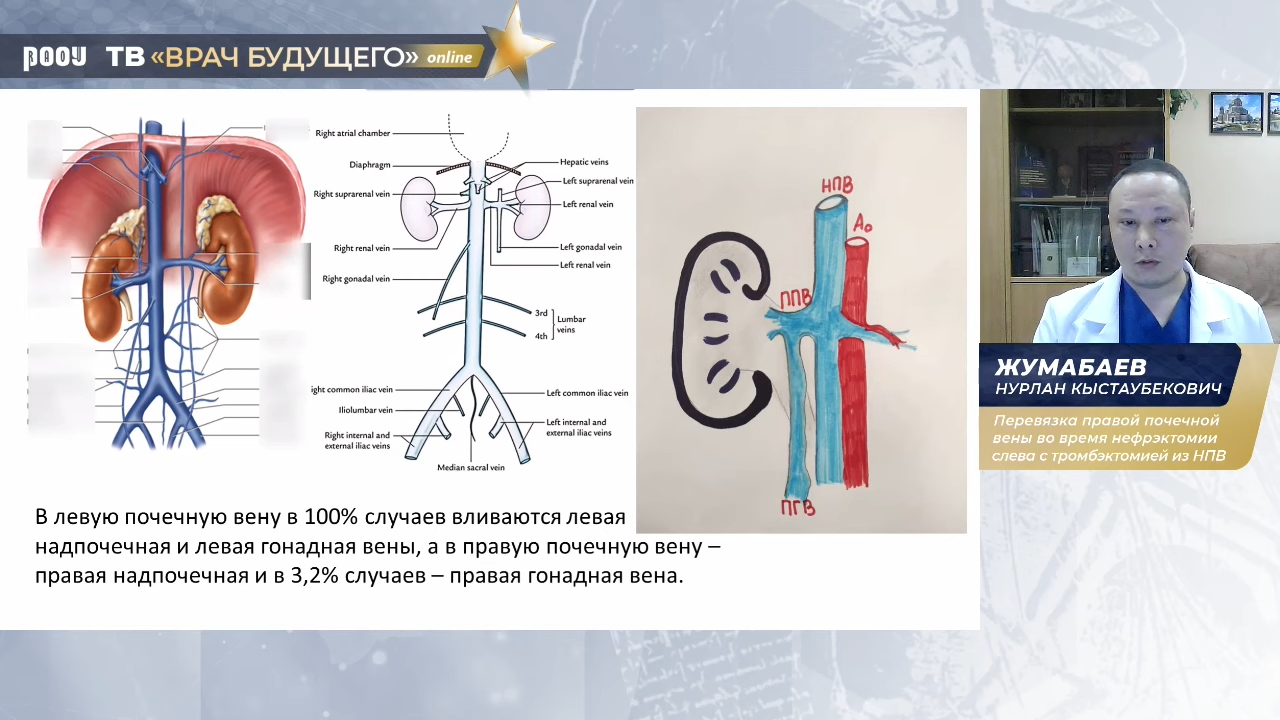 РООУ ТВ «ВРАЧ БУДУЩЕГО» online
Right atrial chamber
Diaphragm
Right suprarenal vein
Right renal vein
Right gonadal vein
ight common iliac vein
Iliolumbar vein
Right internal and
external iliac veins
Median sacral vein
Hepatic veins
Left suprarenal vein
Left renal vein
Left gonadal vein
Left renal vein
3rd
4th
Lumbar
veins
Left common iliac vein
Left internal and
external iliac veins
НПВ
Ао
ППВ
ПГВ
В левую почечную вену в 100% случаев вливаются левая
надпочечная и левая гонадная вены, а в правую почечную вену –
правая надпочечная и в 3,2% случаев – правая гонадная вена.
ЖУМАБАЕВ
НУРЛАН КЫСТАУБЕКОВИЧ
Перевязка правой почечной
вены во время нефрэктомии
слева с тромбэктомией из НПВ